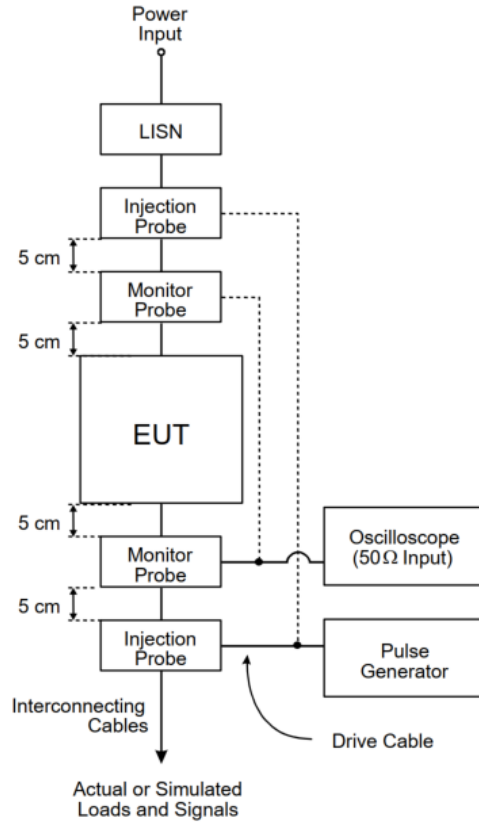 Power
Input
LISN
Injection
Probe
5 cm
Monitor
Probe
5 cm
EUT
5 cm
Monitor
Probe
Oscilloscope
(50Ω Input)
5 cm
Injection
Probe
Pulse
Generator
Interconnecting
Cables
Drive Cable
Actual or Simulated
Loads and Signals